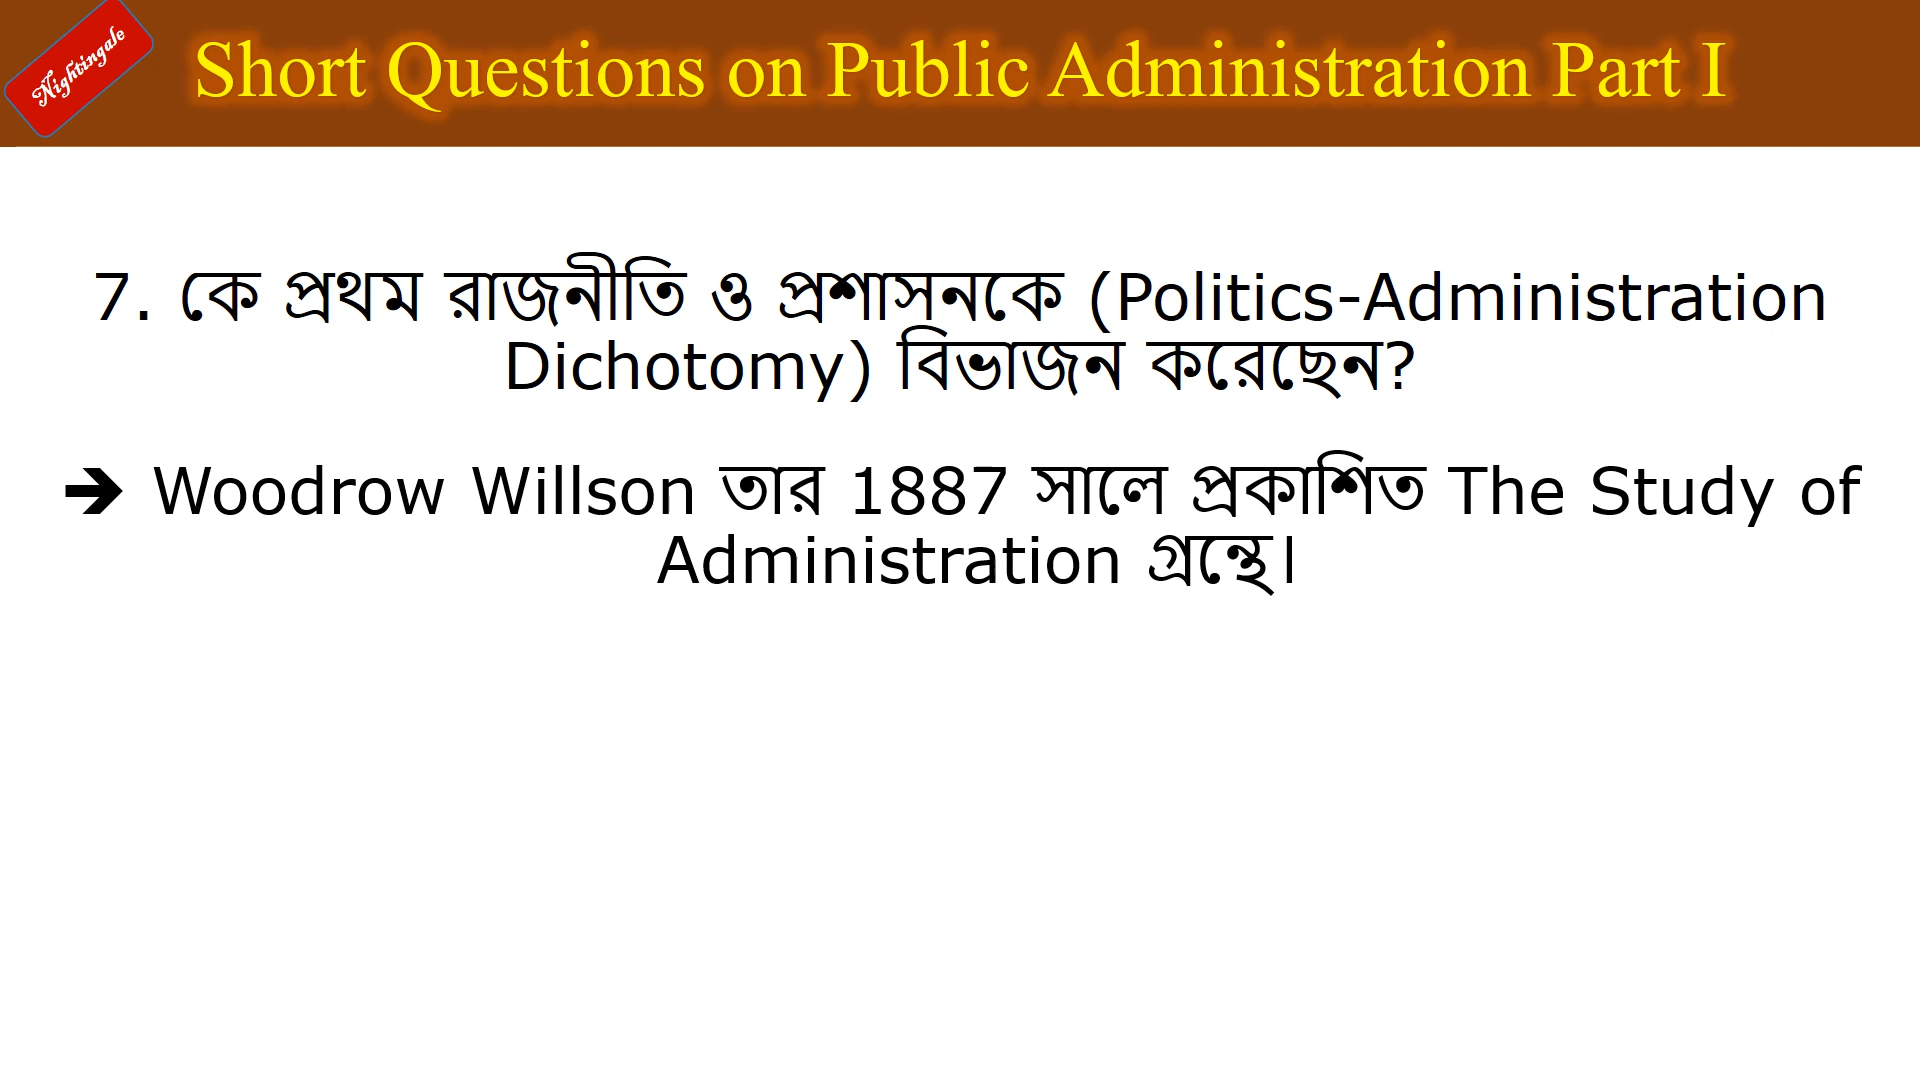 Nightingale
Short Questions on Public Administration Part I
7. কে প্রথম রাজনীতি ও প্রশাসনকে (Politics-Administration
Dichotomy) বিভাজন করেছেন?
🡺 Woodrow Willson তার 1887 সালে প্রকাশিত The Study of
Administration গ্রন্থে।